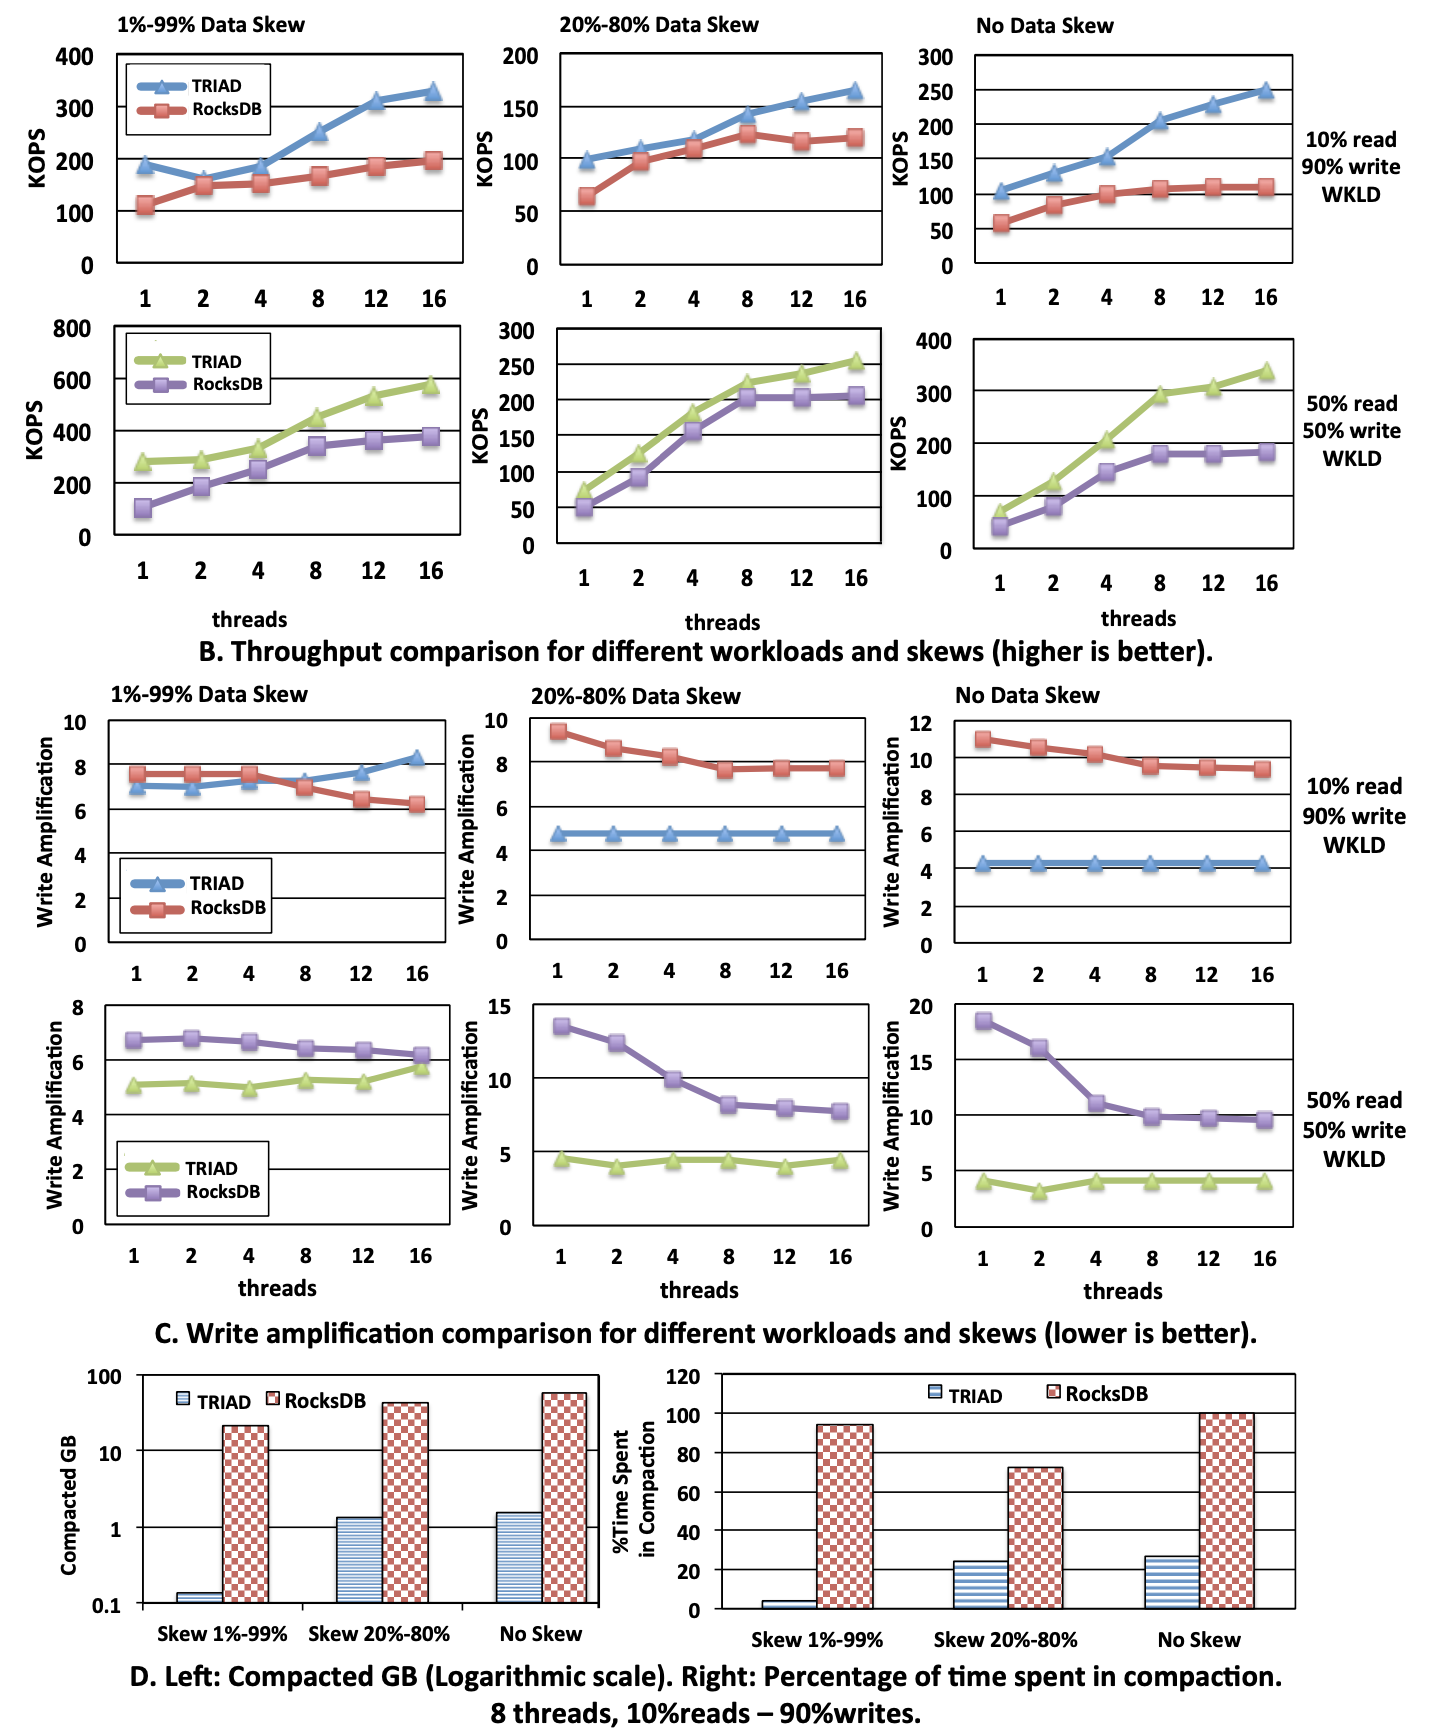 1%-99% Data Skew
20%-80% Data Skew
No Data Skew
KOPS
400
300
200
100
0
TRIAD
RocksDB
1 2 4 8 12 16
KOPS
200
150
100
50
0
1 2 4 8 12 16
KOPS
300
250
200
150
100
50
0
1 2 4 8 12 16
10% read
90% write
WKLD
KOPS
800
600
400
200
0
TRIAD
RocksDB
1 2 4 8 12 16
threads
KOPS
300
250
200
150
100
50
0
1 2 4 8 12 16
threads
KOPS
400
300
200
100
0
1 2 4 8 12 16
threads
50% read
50% write
WKLD
B. Throughput comparison for different workloads and skews (higher is better).
1%-99% Data Skew
20%-80% Data Skew
No Data Skew
Write Amplification
10
8
6
4
2
0
TRIAD
RocksDB
1 2 4 8 12 16
Write Amplification
10
8
6
4
2
0
1 2 4 8 12 16
Write Amplification
12
10
8
6
4
2
0
1 2 4 8 12 16
10% read
90% write
WKLD
Write Amplification
8
6
4
2
0
TRIAD
RocksDB
1 2 4 8 12 16
threads
Write Amplification
15
10
5
0
1 2 4 8 12 16
threads
Write Amplification
20
15
10
5
0
1 2 4 8 12 16
threads
50% read
50% write
WKLD
C. Write amplification comparison for different workloads and skews (lower is better).
Compacted GB
100
10
1
0.1
TRIAD RocksDB
Skew 1%-99% Skew 20%-80% No Skew
%Time Spent
in Compaction
120
100
80
60
40
20
0
TRIAD RocksDB
Skew 1%-99% Skew 20%-80% No Skew
D. Left: Compacted GB (Logarithmic scale). Right: Percentage of time spent in compaction.
8 threads, 10%reads – 90%writes.